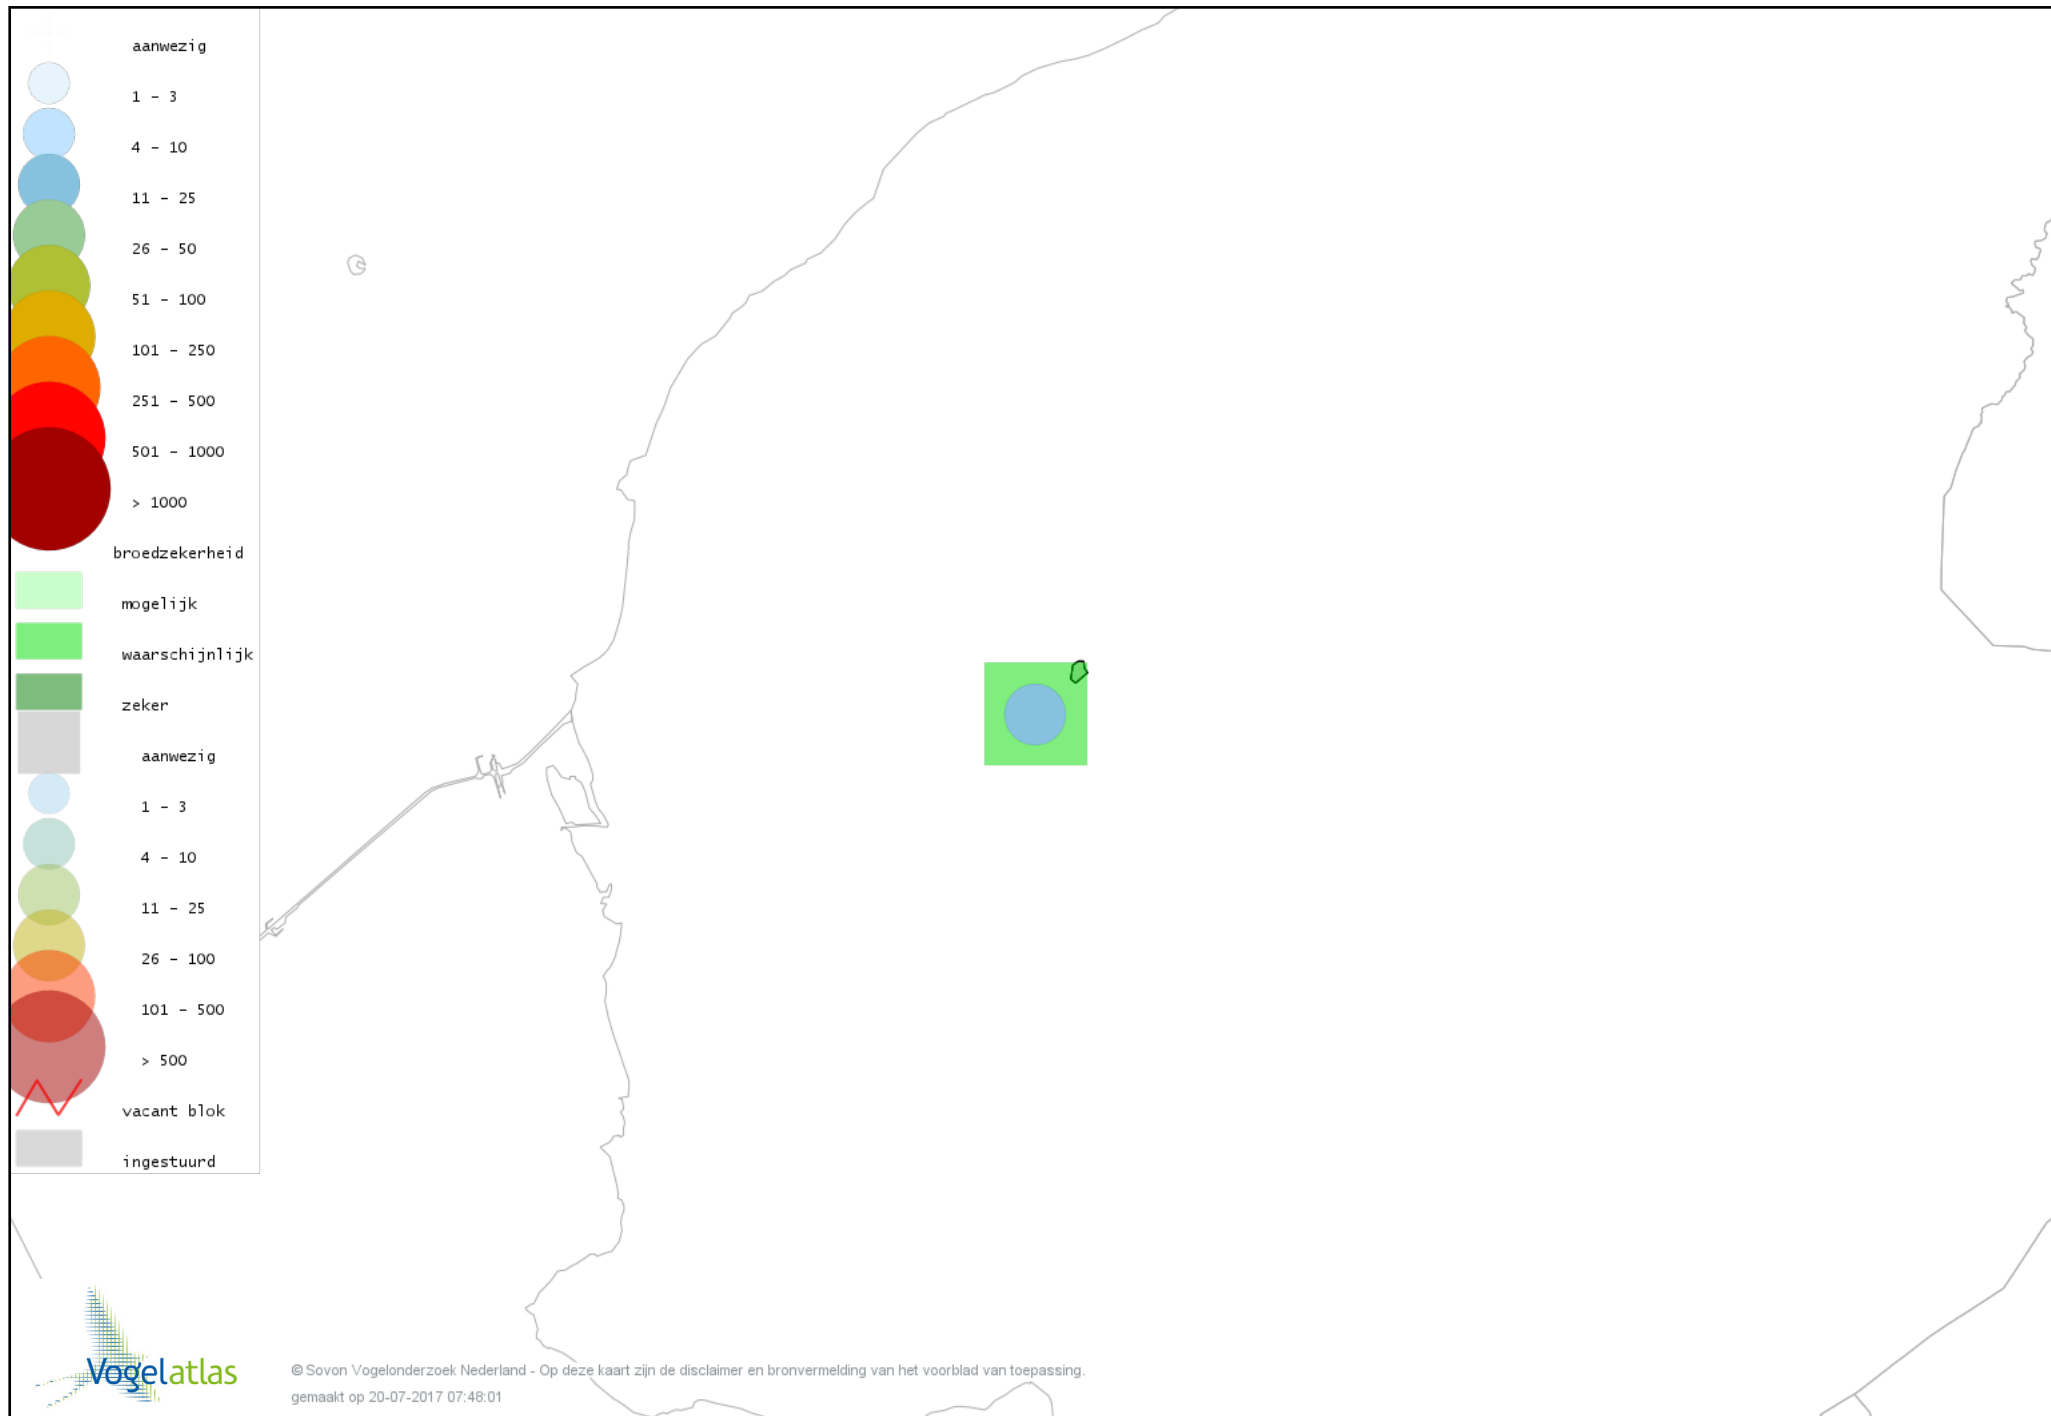 aanwezig
1 - 3
4 - 10
11 - 25
26 - 50
51 - 100
101 - 250
251 - 500
501 - 1000
> 1000
broedzekerheid
mogelijk
waarschijnlijk
zeker
aanwezig
1 - 3
4 - 10
11 - 25
26 - 100
101 - 500
> 500
vacant blok
ingestuurd
Vogelatlas
© Sovon Vogelonderzoek Nederland - Op deze kaart zijn de disclaimer en bronvermelding van het voorblad van toepassing.
gemaakt op 20-07-2017 07:48:01